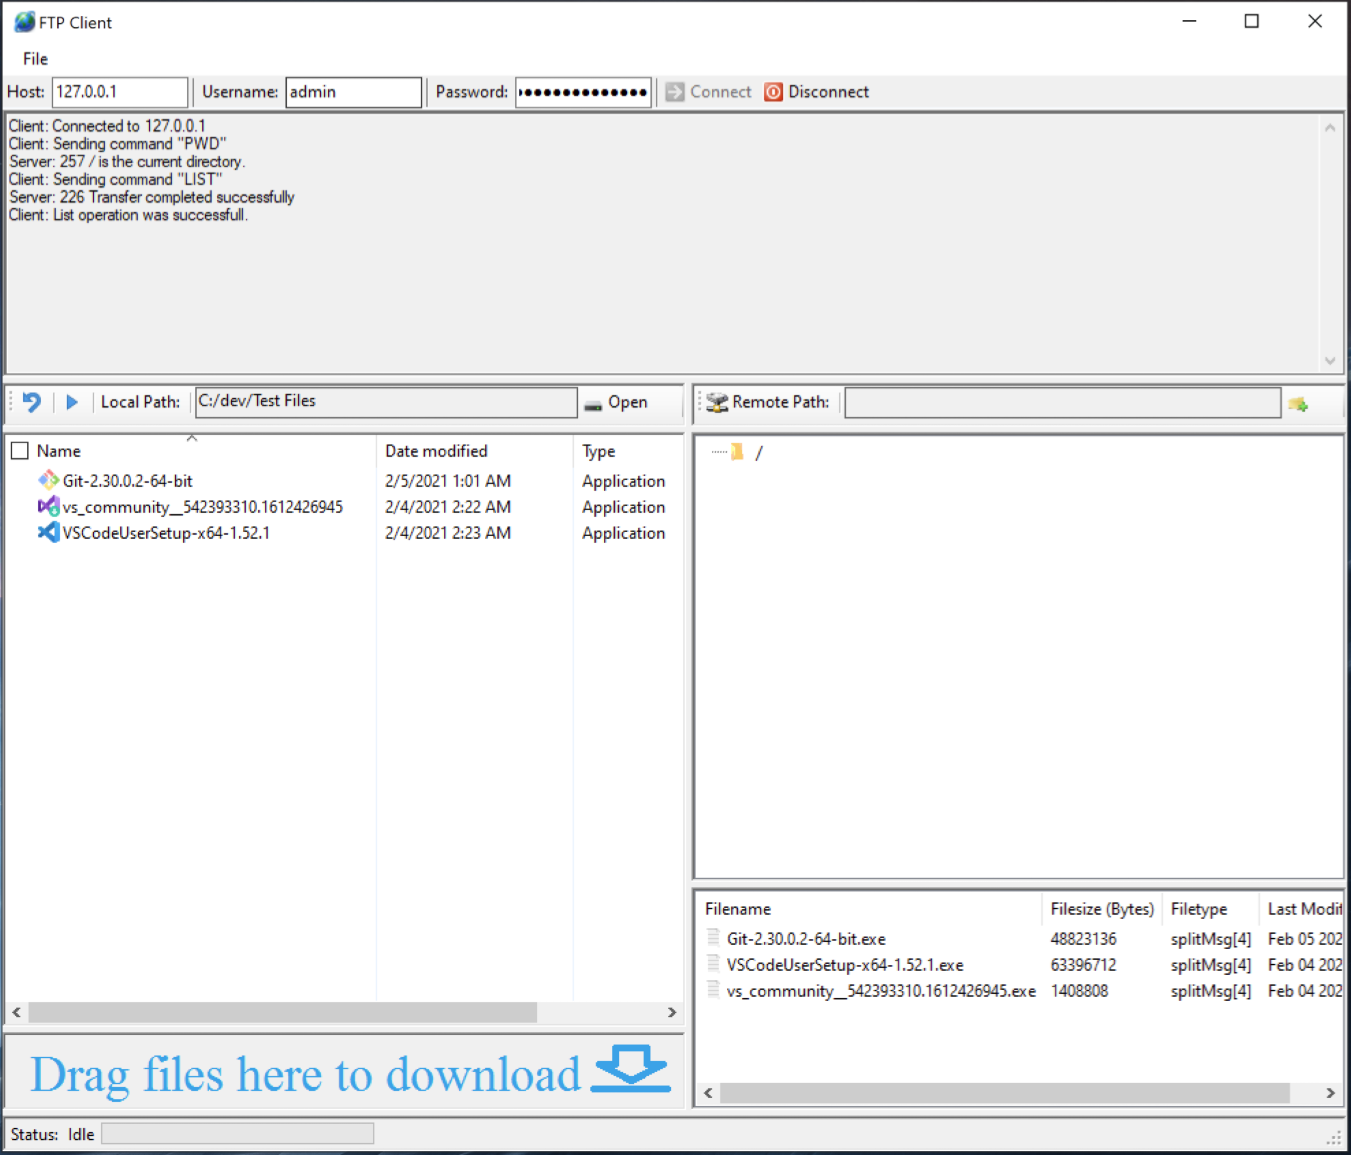 FTP Client
File
Host: 127.0.0.1 Username: admin Password: Connect Disconnect
Client: Connected to 127.0.0.1
Client: Sending command "PWD"
Server: 257 / is the current directory.
Client: Sending command "LIST"
Server: 226 Transfer completed successfully
Client: List operation was successfull.
Local Path: C:/dev/Test Files Open
Remote Path:
Name Date modified Type
Git-2.30.0.2-64-bit 2/5/2021 1:01 AM Application
vs_community__542393310.1612426945 2/4/2021 2:22 AM Application
VSCodeUserSetup-x64-1.52.1 2/4/2021 2:23 AM Application
/
Filename Filesize (Bytes) Filetype Last Modif
Git-2.30.0.2-64-bit.exe 48823136 splitMsg[4] Feb 05 202
VSCodeUserSetup-x64-1.52.1.exe 63396712 splitMsg[4] Feb 04 202
vs_community__542393310.1612426945.exe 1408808 splitMsg[4] Feb 04 202
Drag files here to download
Status: Idle